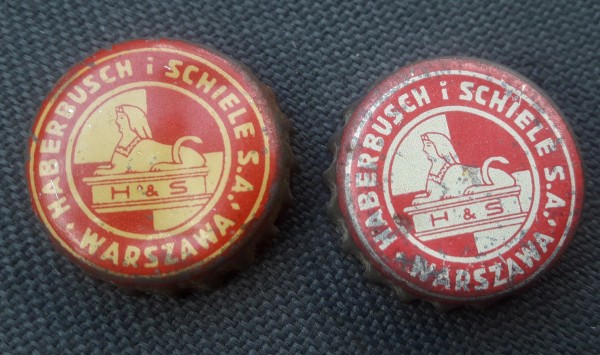 HABERBUSCH i SCHIELE S.A.
H & S
• WARSZAWA •
HABERBUSCH i SCHIELE S.A.
H & S
• WARSZAWA •